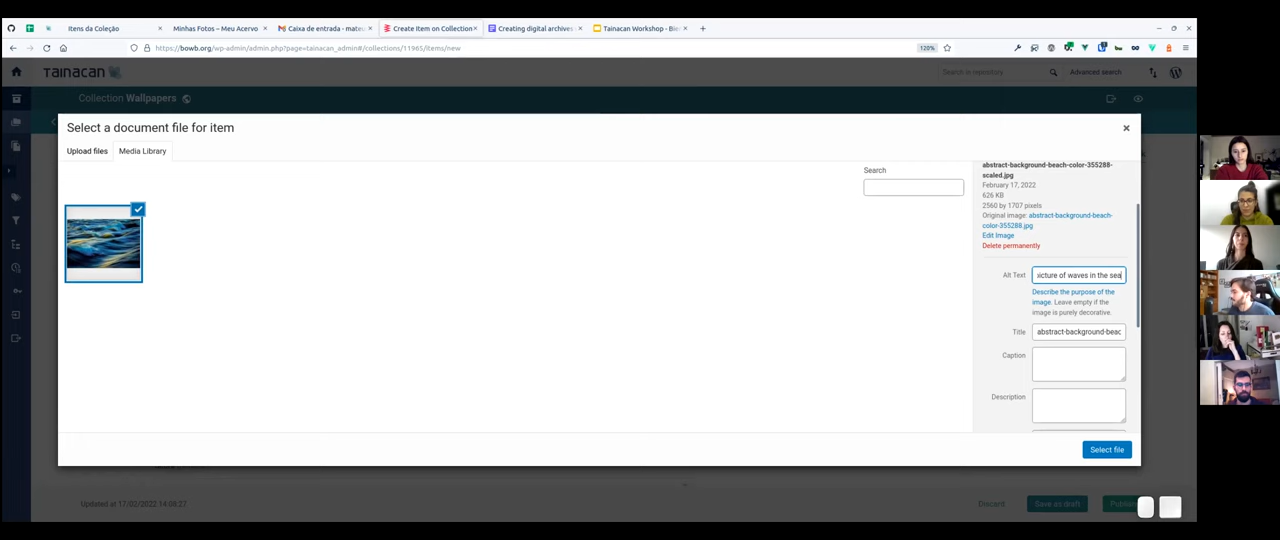 Itens da Coleção
Minhas Fotos – Meu Acervo
Caixa de entrada - mateu
Create Item on Collection
Creating digital archives
Tainacan Workshop - Bie
https://bowb.org/wp-admin/admin.php?page=tainacan_admin#/collections/11965/items/new
120%
taınacan
Search in repository
Advanced search
Collection Wallpapers
Select a document file for item
Upload files
Media Library
Search
abstract-background-beach-color-355288-
scaled.jpg
February 17, 2022
626 KB
2560 by 1707 pixels
Original image: abstract-background-beach-
color-355288.jpg
Edit Image
Delete permanently
Alt Text
picture of waves in the sea
Describe the purpose of the
image. Leave empty if the
image is purely decorative.
Title
abstract-background-beac
Caption
Description
Select file
Updated at 17/02/2022 14:08:27
Discard
Save as draft
Publish